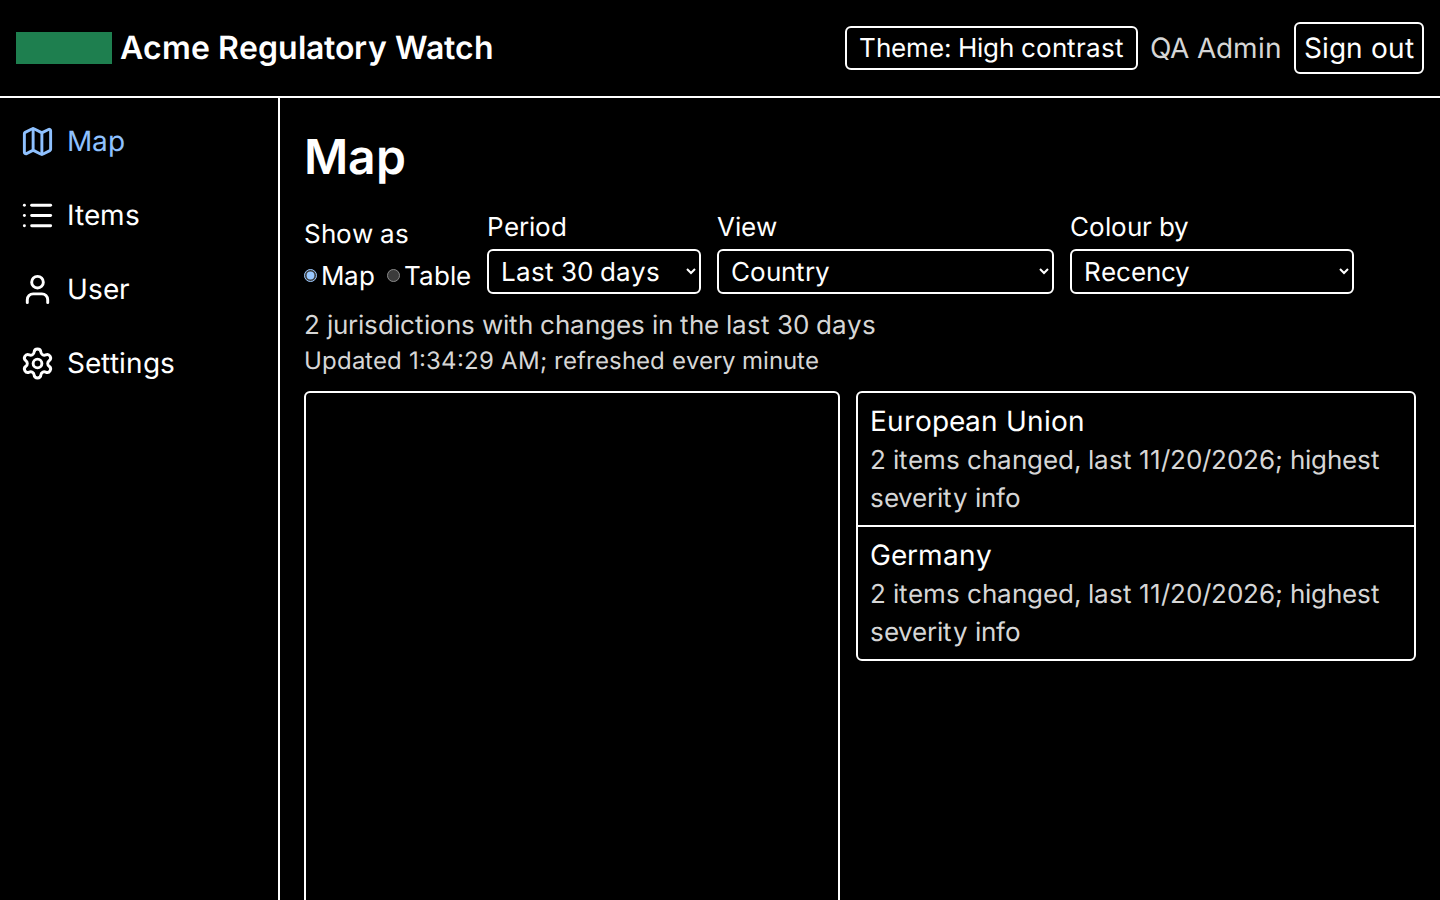 Acme Regulatory Watch
Theme: High contrast
QA Admin
Sign out
Map
Items
User
Settings
Map
Show as
Map
Table
Period
Last 30 days
View
Country
Colour by
Recency
2 jurisdictions with changes in the last 30 days
Updated 1:34:29 AM; refreshed every minute
European Union
2 items changed, last 11/20/2026; highest
severity info
Germany
2 items changed, last 11/20/2026; highest
severity info